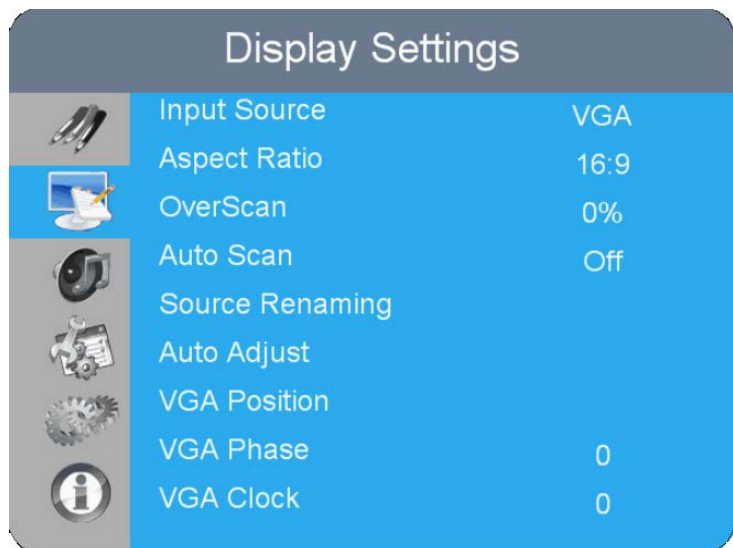 Display Settings
Input Source VGA
Aspect Ratio 16:9
OverScan 0%
Auto Scan Off
Source Renaming
Auto Adjust
VGA Position
VGA Phase 0
VGA Clock 0